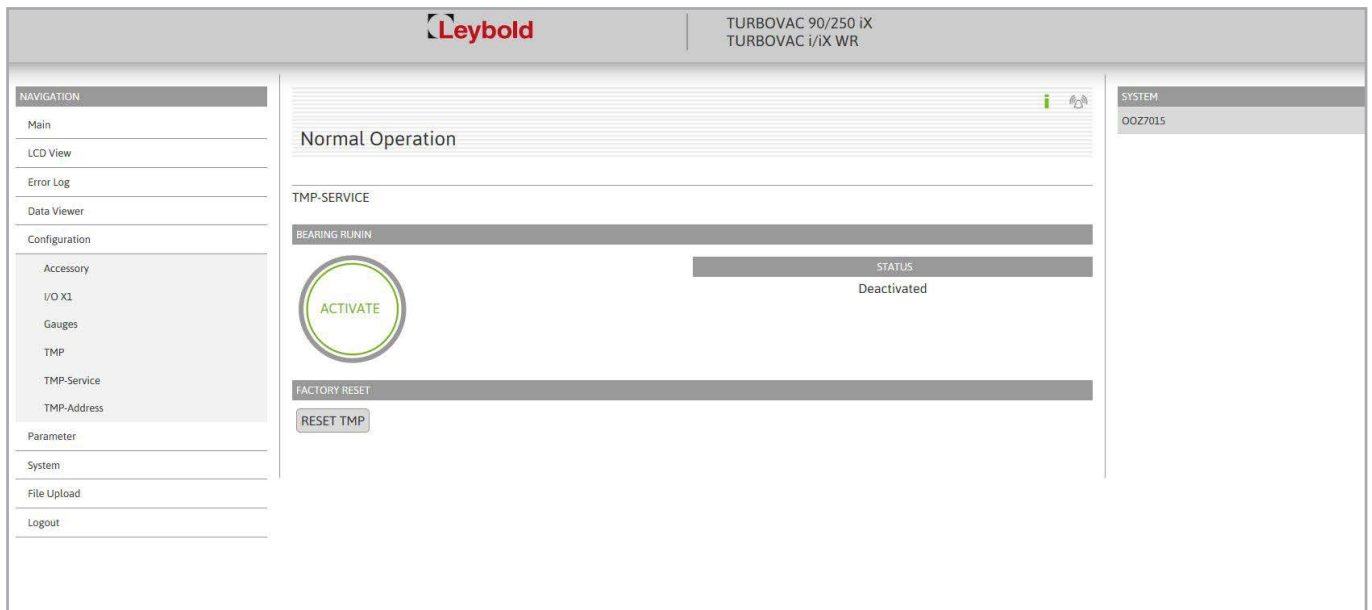 Leybold
TURBOVAC 90/250 iX
TURBOVAC i/iX WR
NAVIGATION
Main
LCD View
Error Log
Data Viewer
Configuration
Accessory
I/O X1
Gauges
TMP
TMP-Service
TMP-Address
Parameter
System
File Upload
Logout
i
Normal Operation
TMP-SERVICE
BEARING RUNIN
ACTIVATE
STATUS
Deactivated
FACTORY RESET
RESET TMP
SYSTEM
OOZ7015